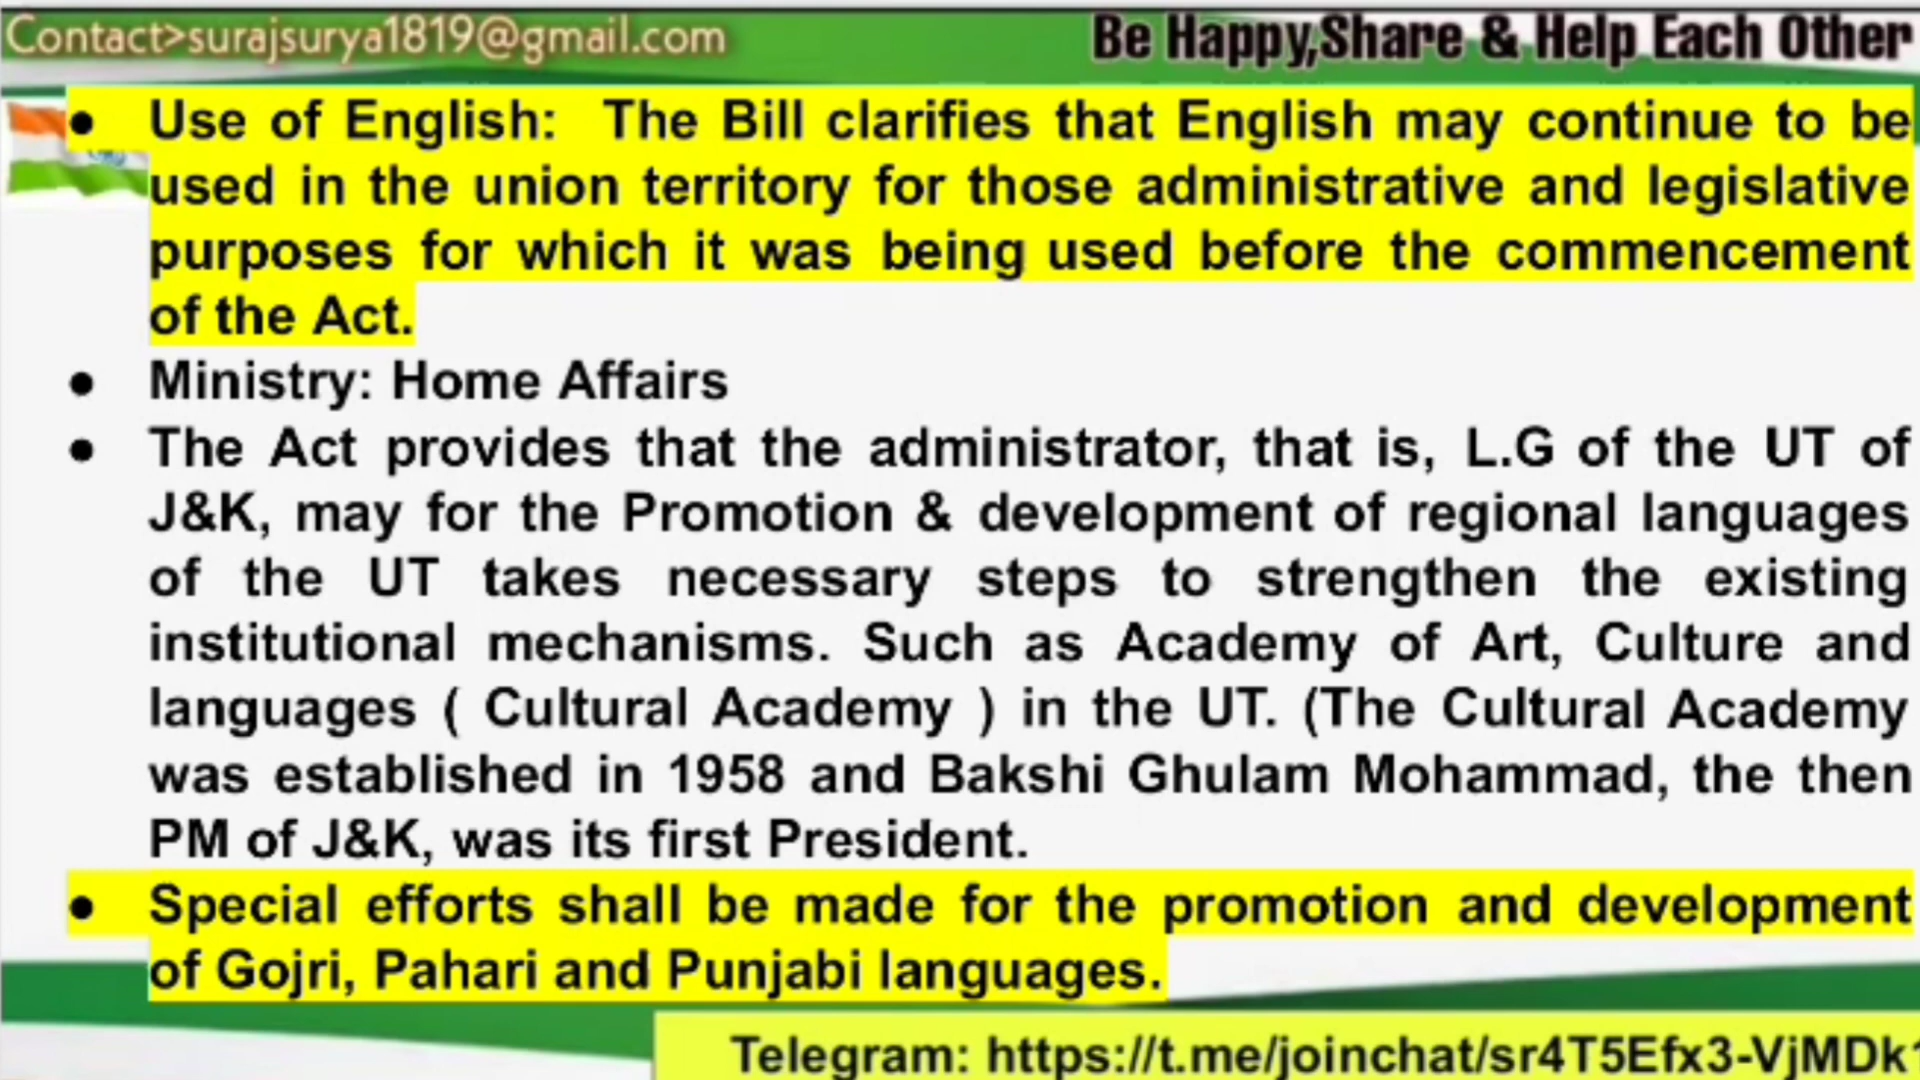 Contact>surajsurya1819@gmail.com
Be Happy,Share & Help Each Other
● Use of English: The Bill clarifies that English may continue to be
used in the union territory for those administrative and legislative
purposes for which it was being used before the commencement
of the Act.
● Ministry: Home Affairs
● The Act provides that the administrator, that is, L.G of the UT of
J&K, may for the Promotion & development of regional languages
of the UT takes necessary steps to strengthen the existing
institutional mechanisms. Such as Academy of Art, Culture and
languages ( Cultural Academy ) in the UT. (The Cultural Academy
was established in 1958 and Bakshi Ghulam Mohammad, the then
PM of J&K, was its first President.
● Special efforts shall be made for the promotion and development
of Gojri, Pahari and Punjabi languages.
Telegram: https://t.me/joinchat/sr4T5Efx3-VjMDk